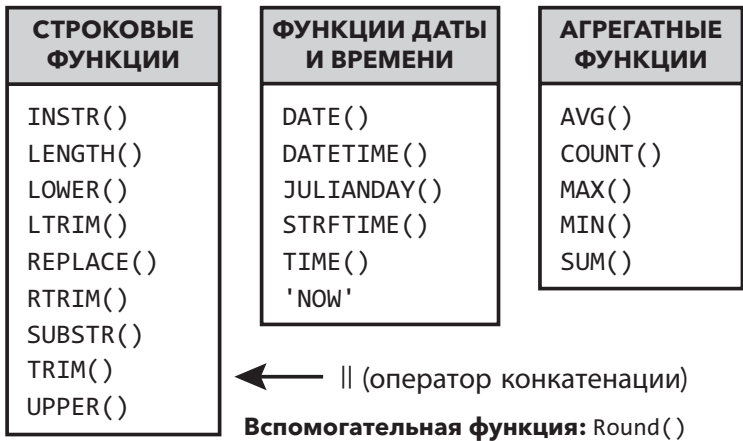 СТРОКОВЫЕ
ФУНКЦИИ
INSTR()
LENGTH()
LOWER()
LTRIM()
REPLACE()
RTRIM()
SUBSTR()
TRIM()
UPPER()
ФУНКЦИИ ДАТЫ
И ВРЕМЕНИ
DATE()
DATETIME()
JULIANDAY()
STRFTIME()
TIME()
'NOW'
АГРЕГАТНЫЕ
ФУНКЦИИ
AVG()
COUNT()
MAX()
MIN()
SUM()
|| (оператор конкатенации)
Вспомогательная функция: Round()